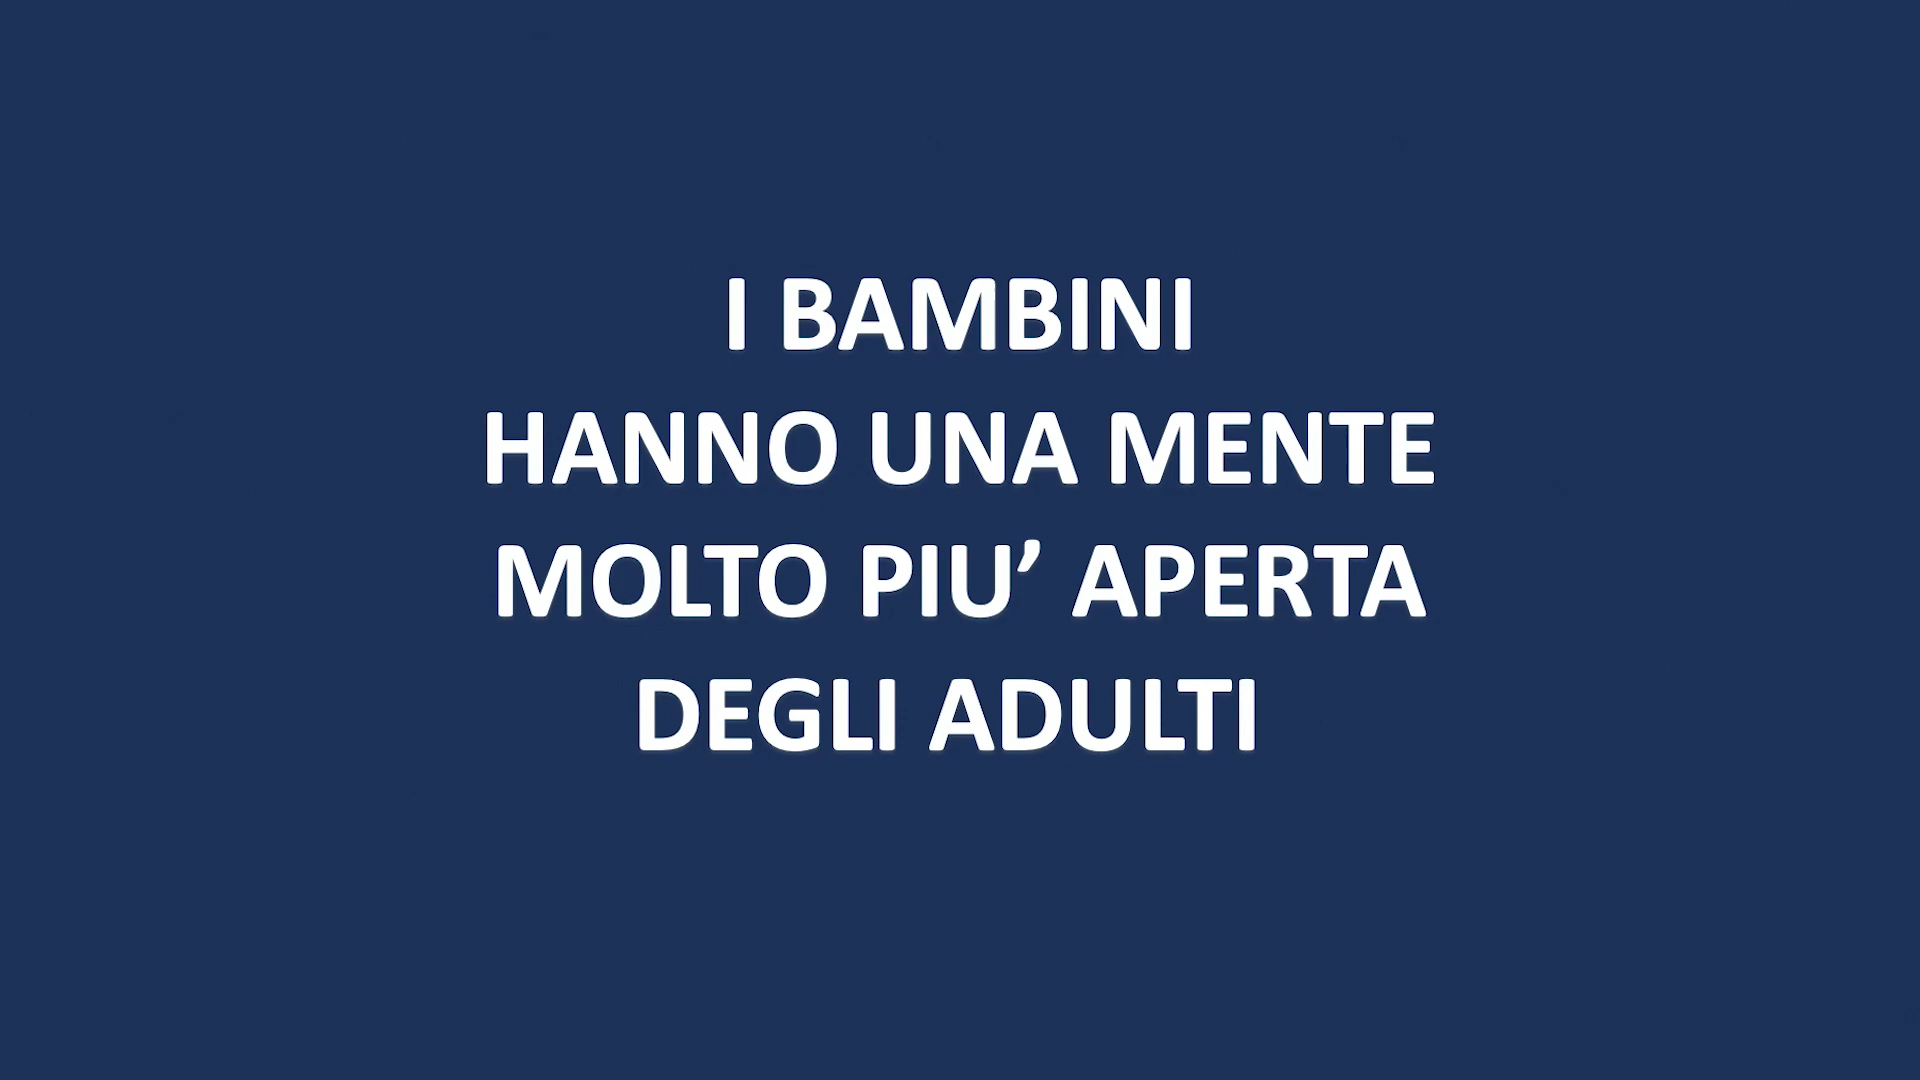 I BAMBINI
HANNO UNA MENTE
MOLTO PIU’ APERTA
DEGLI ADULTI